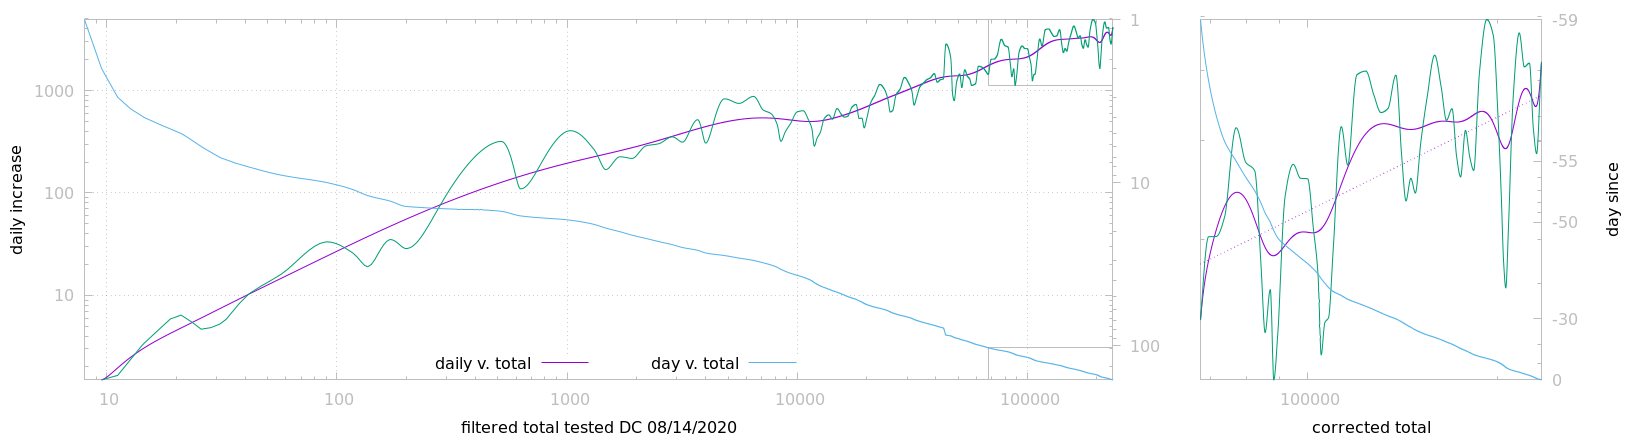 1
-59
1000
daily increase
-55
day since
10
100
-50
10
-30
daily v. total
day v. total
100
0
10
100
1000
10000
100000
100000
filtered total tested DC 08/14/2020
corrected total